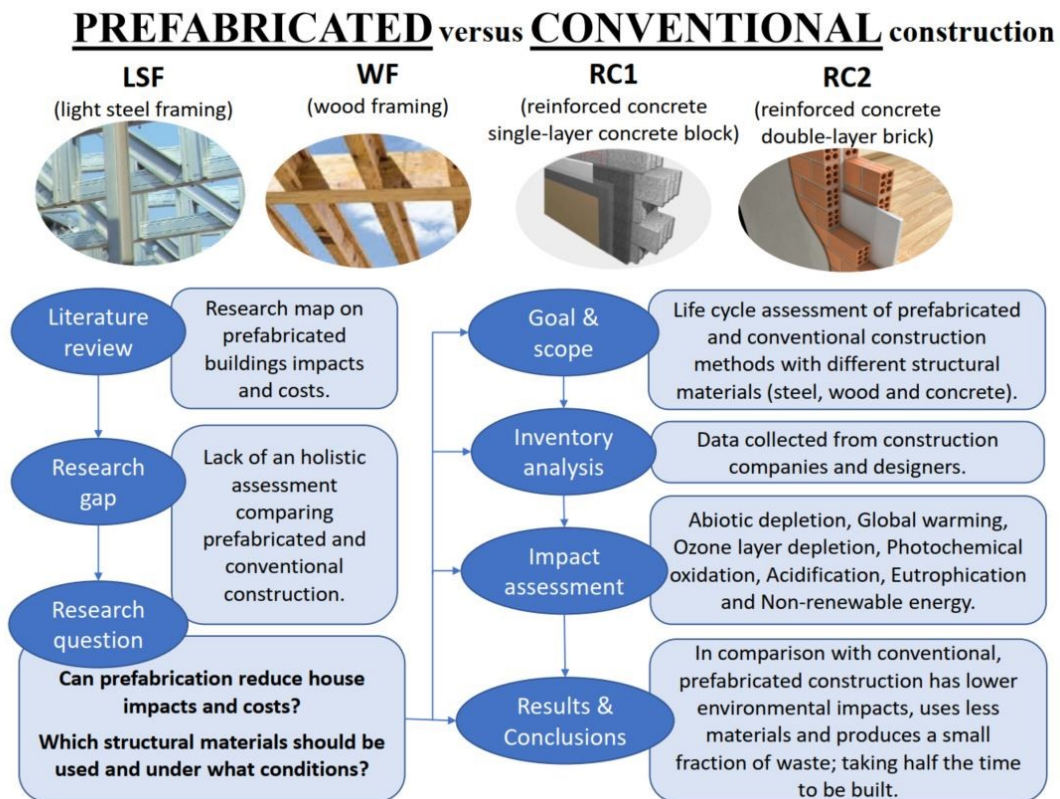 PREFABRICATED versus CONVENTIONAL construction
LSF
(light steel framing)
WF
(wood framing)
RC1
(reinforced concrete
single-layer concrete block)
RC2
(reinforced concrete
double-layer brick)
Literature
review
Research map on
prefabricated
buildings impacts
and costs.
Research
gap
Lack of an holistic
assessment
comparing
prefabricated and
conventional
construction.
Research
question
Can prefabrication reduce house
impacts and costs?
Which structural materials should be
used and under what conditions?
Goal &
scope
Life cycle assessment of prefabricated
and conventional construction
methods with different structural
materials (steel, wood and concrete).
Inventory
analysis
Data collected from construction
companies and designers.
Impact
assessment
Abiotic depletion, Global warming,
Ozone layer depletion, Photochemical
oxidation, Acidification, Eutrophication
and Non-renewable energy.
Results &
Conclusions
In comparison with conventional,
prefabricated construction has lower
environmental impacts, uses less
materials and produces a small
fraction of waste; taking half the time
to be built.